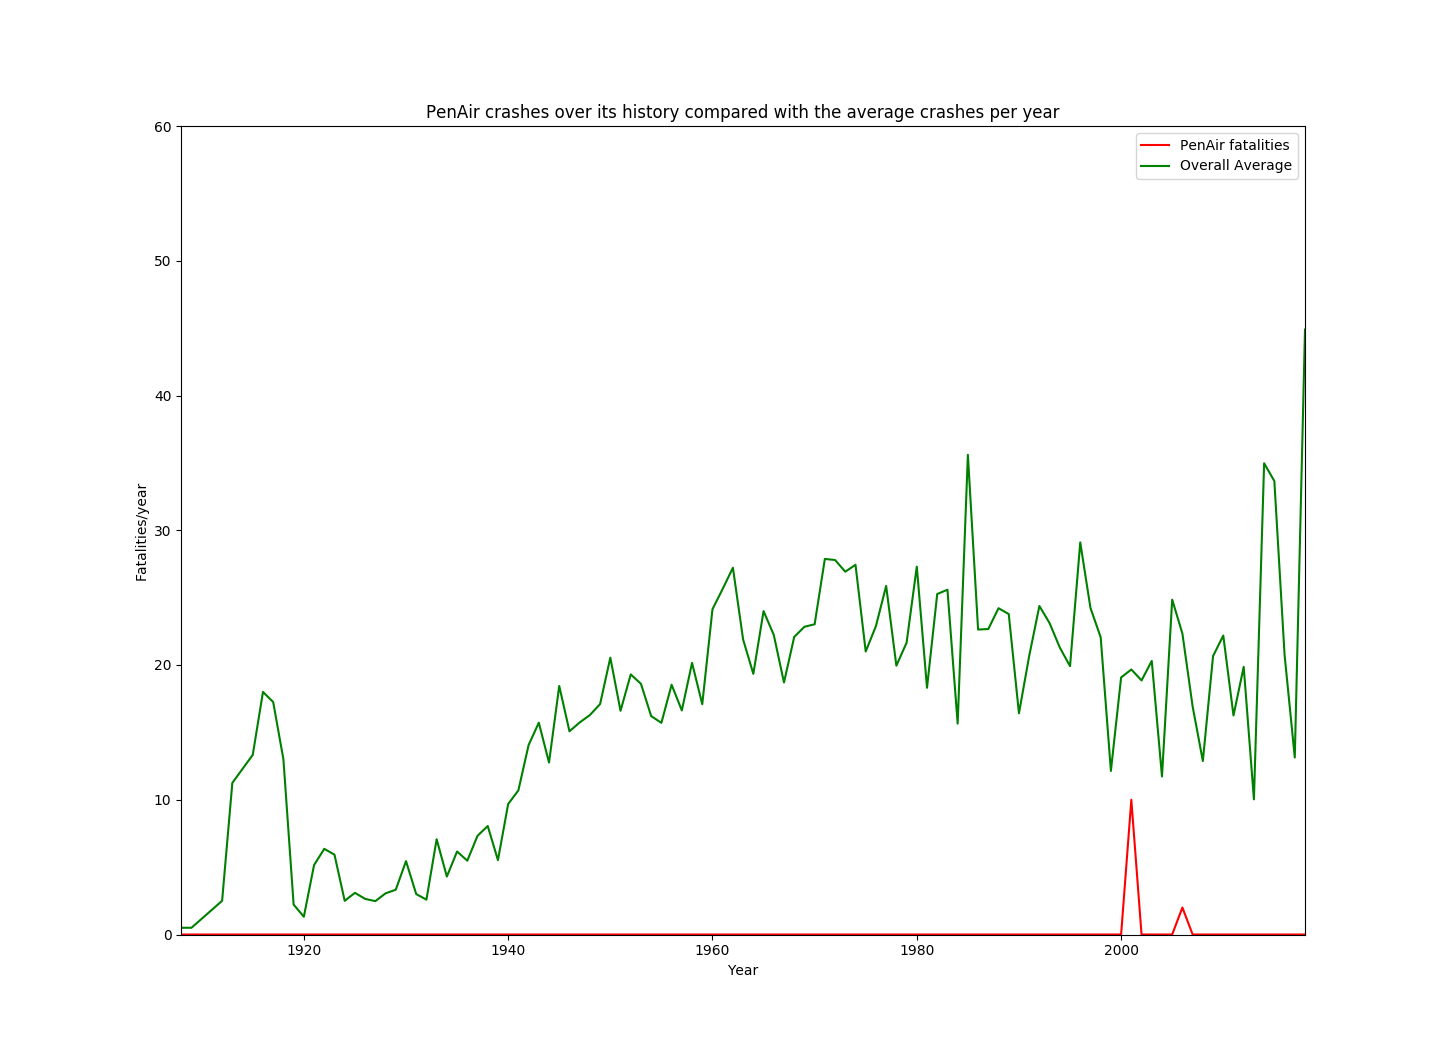 PenAir crashes over its history compared with the average crashes per year
60
PenAir fatalities
Overall Average
50
40
30
20
10
0
Fatalities/year
1920 1940 1960 1980 2000
Year